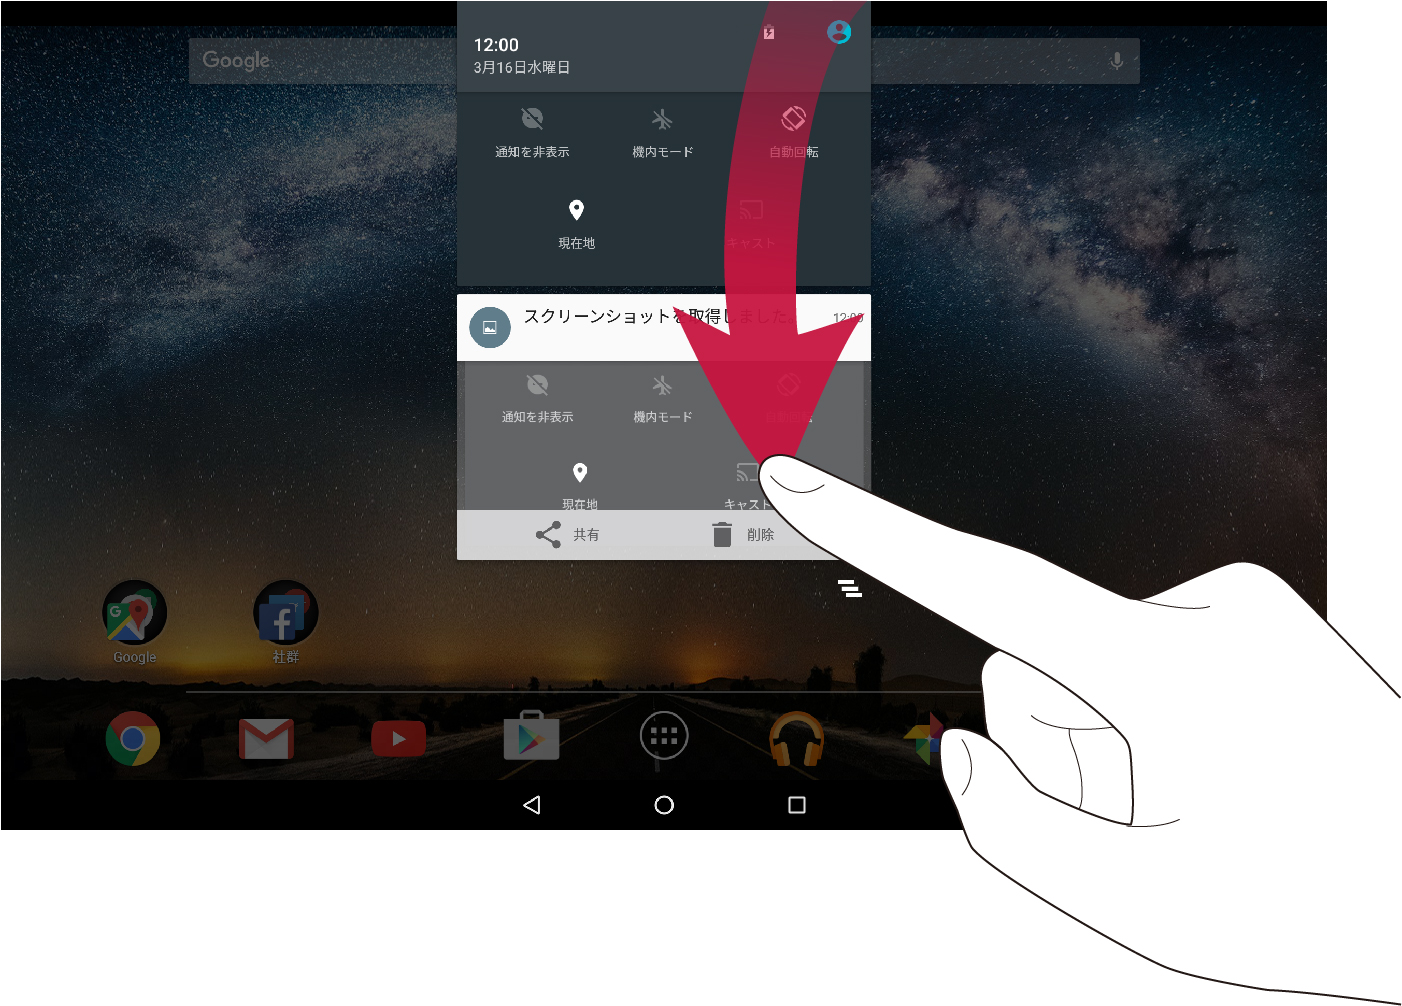 Google
12:00
3月16日水曜日
通知を非表示
機内モード
自動回転
現在地
キャスト
スクリーンショットを取得しました。
12:00
通知を非表示
機内モード
自動回転
現在地
キャスト
共有
削除
Google
社群